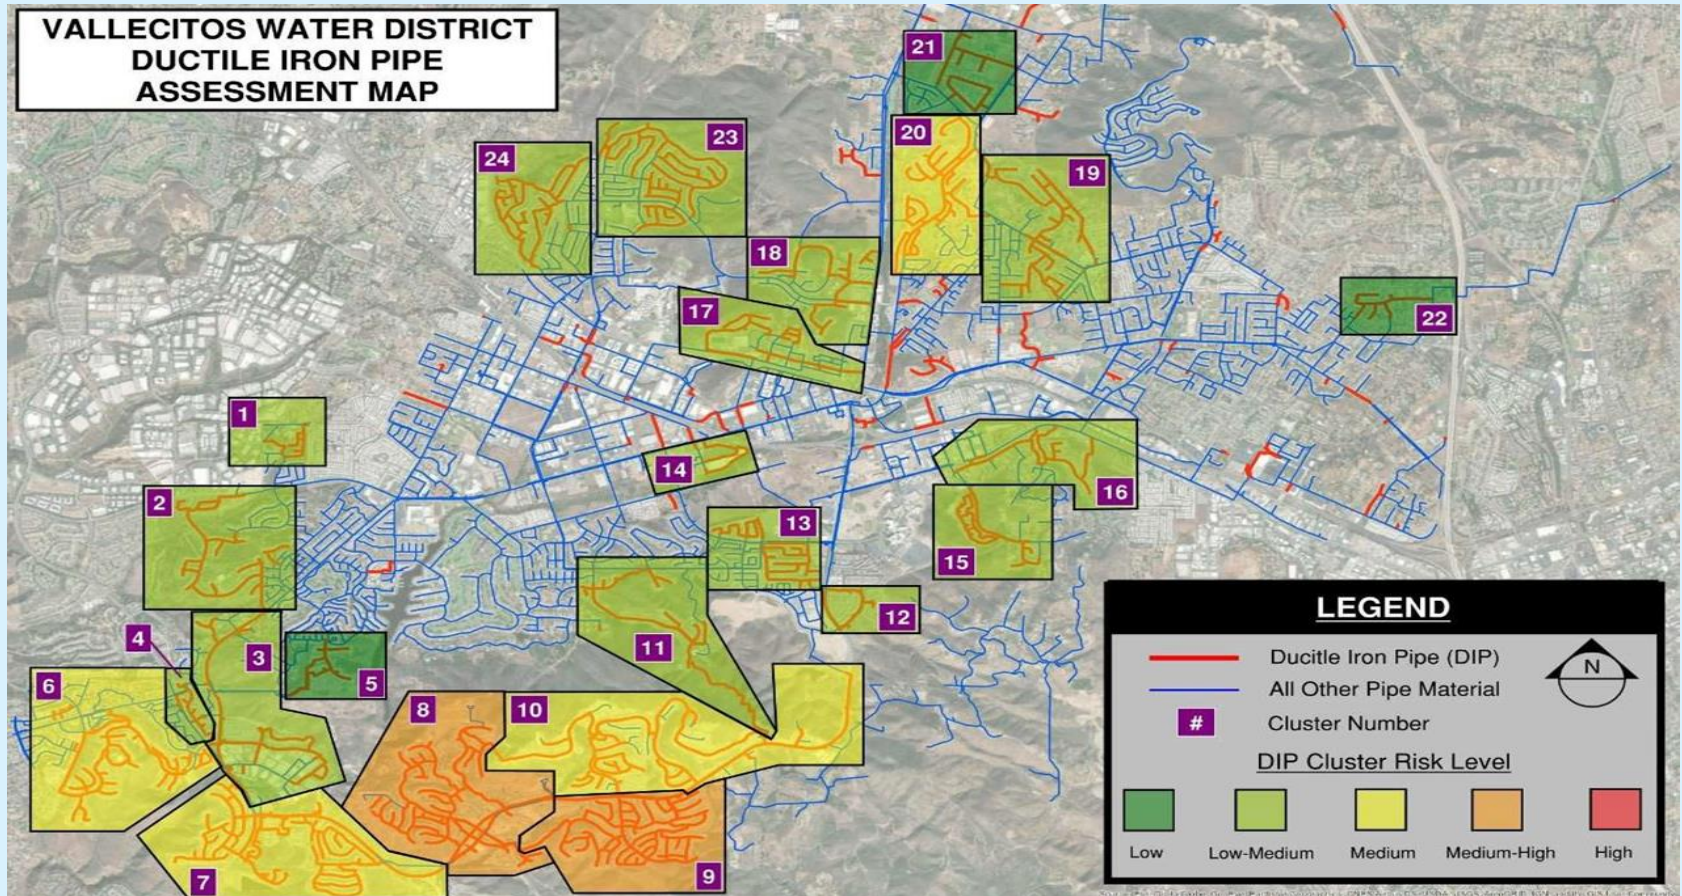 VALLECITOS WATER DISTRICT
DUCTILE IRON PIPE
ASSESSMENT MAP
21
20
23
24
19
18
17
22
1
14
16
2
13
15
12
4
3
11
5
6
8
10
7
9
LEGEND
Ducitle Iron Pipe (DIP)
All Other Pipe Material
N
# Cluster Number
DIP Cluster Risk Level
Low Low-Medium Medium Medium-High High